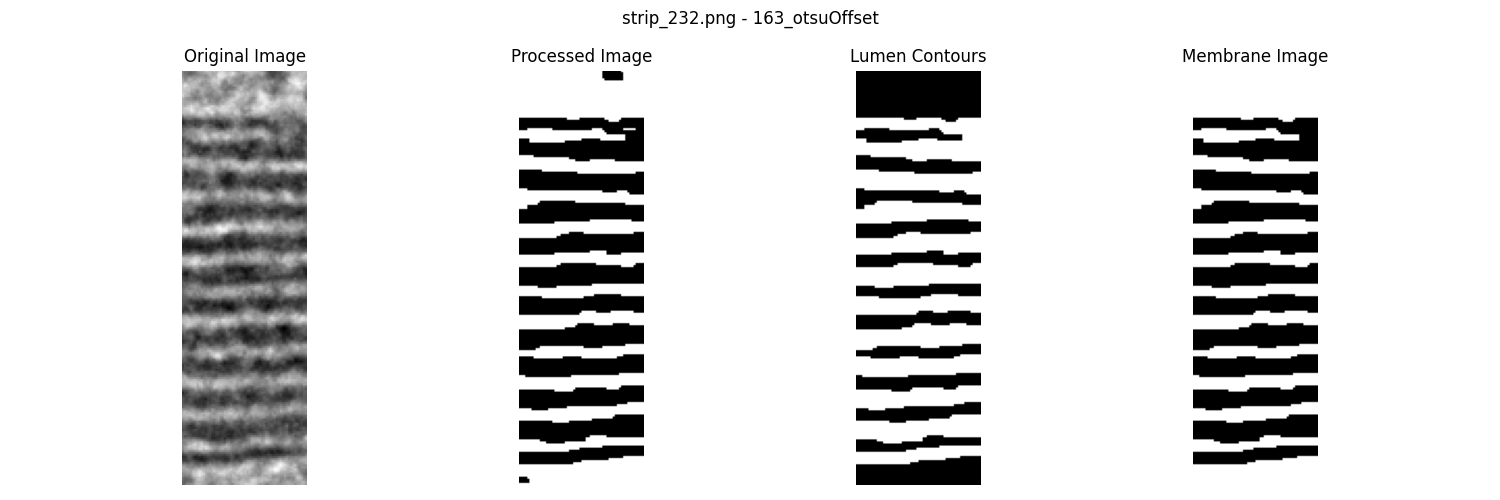 strip_232.png - 163_otsuOffset
Original Image
Processed Image
Lumen Contours
Membrane Image